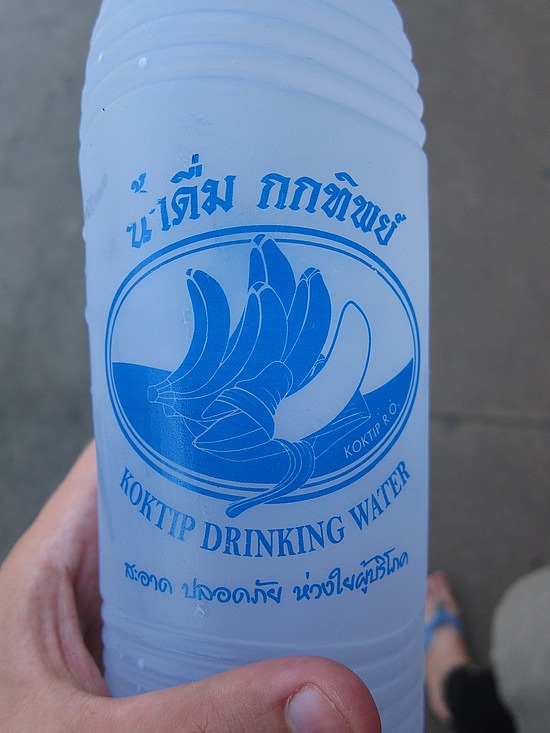 น้ำดื่ม กกทิพย์
KOKTIP R.O.
KOKTIP DRINKING WATER
สะอาด ปลอดภัย ห่วงใยผู้บริโภค